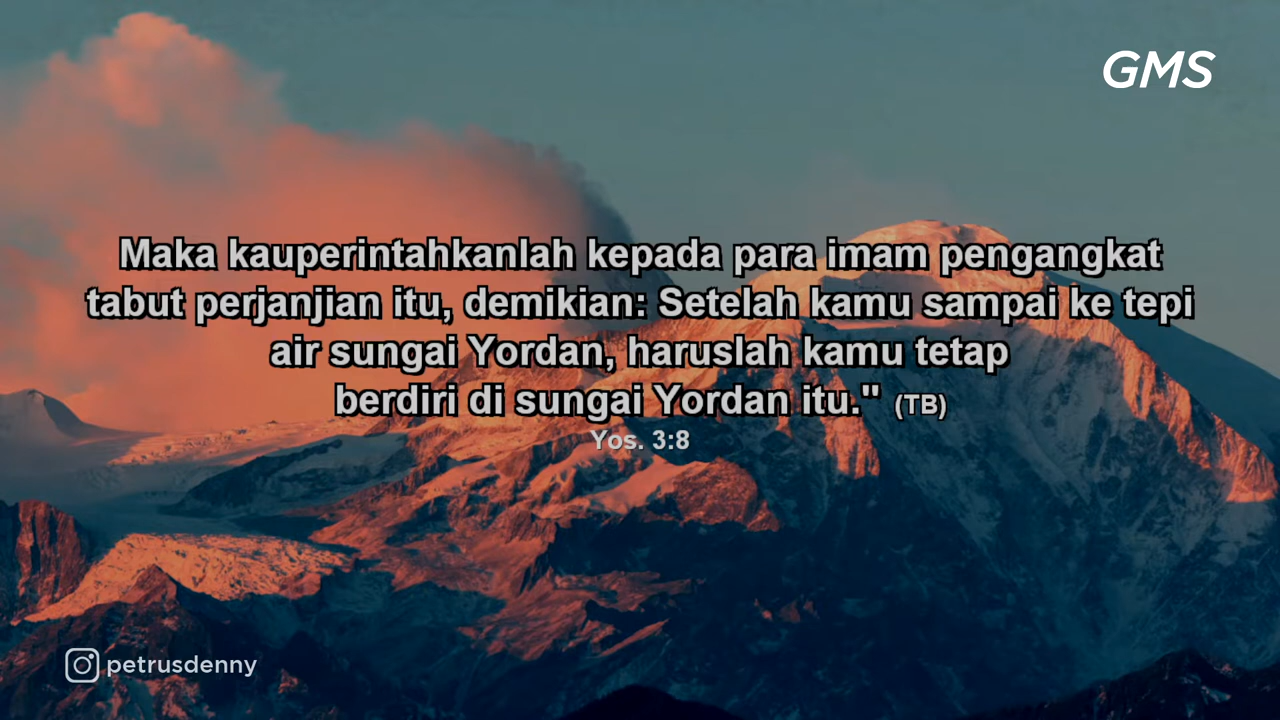 GMS
Maka kauperintahkanlah kepada para imam pengangkat
tabut perjanjian itu, demikian: Setelah kamu sampai ke tepi
air sungai Yordan, haruslah kamu tetap
berdiri di sungai Yordan itu." (TB)
Yos. 3:8
petrusdenny